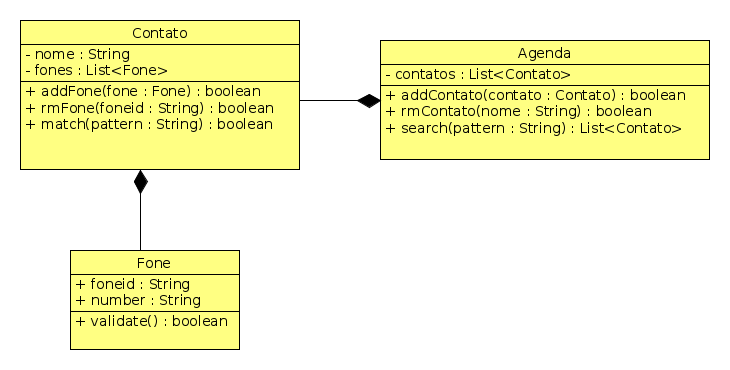 Contato
- nome : String
- fones : List<Fone>
+ addFone(fone : Fone) : boolean
+ rmFone(foneid : String) : boolean
+ match(pattern : String) : boolean
Agenda
- contatos : List<Contato>
+ addContato(contato : Contato) : boolean
+ rmContato(nome : String) : boolean
+ search(pattern : String) : List<Contato>
Fone
+ foneid : String
+ number : String
+ validate() : boolean